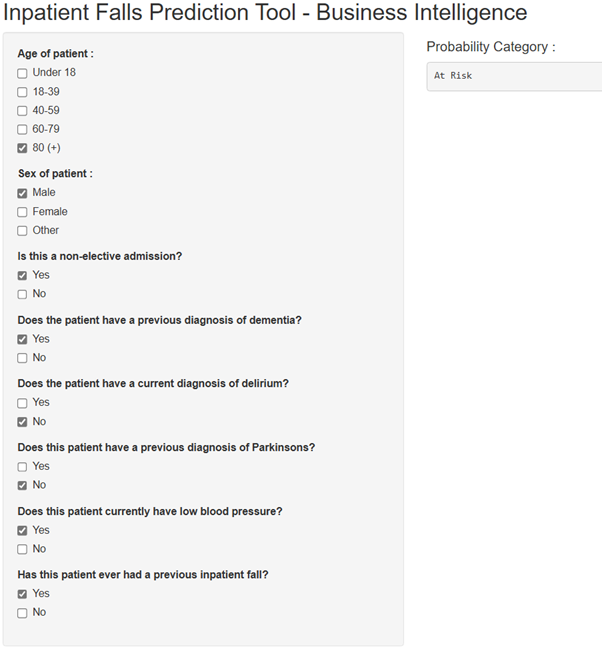 Inpatient Falls Prediction Tool - Business Intelligence
Age of patient :
Under 18
18-39
40-59
60-79
80 (+)
Sex of patient :
Male
Female
Other
Is this a non-elective admission?
Yes
No
Does the patient have a previous diagnosis of dementia?
Yes
No
Does the patient have a current diagnosis of delirium?
Yes
No
Does this patient have a previous diagnosis of Parkinsons?
Yes
No
Does this patient currently have low blood pressure?
Yes
No
Has this patient ever had a previous inpatient fall?
Yes
No
Probability Category :
At Risk